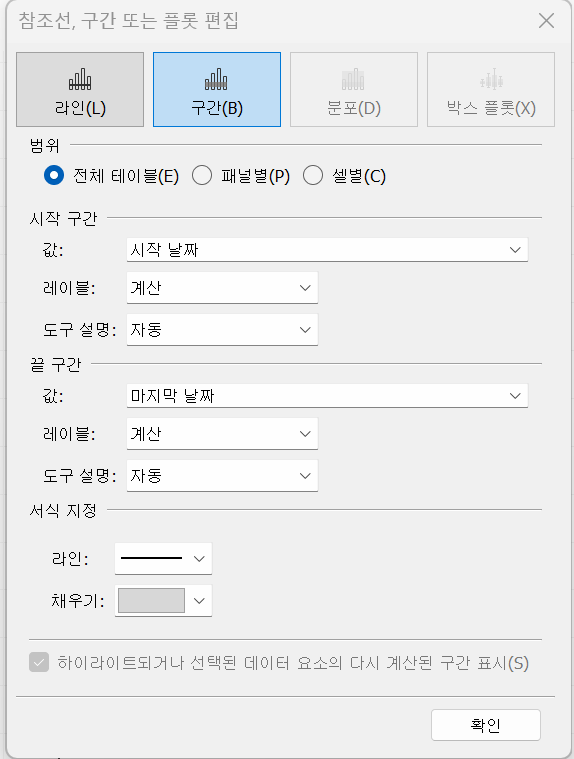 참조선, 구간 또는 플롯 편집
라인(L) 구간(B) 분포(D) 박스 플롯(X)
범위
전체 테이블(E) 패널별(P) 셀별(C)
시작 구간
값: 시작 날짜
레이블: 계산
도구 설명: 자동
끝 구간
값: 마지막 날짜
레이블: 계산
도구 설명: 자동
서식 지정
라인:
채우기:
하이라이트되거나 선택된 데이터 요소의 다시 계산된 구간 표시(S)
확인